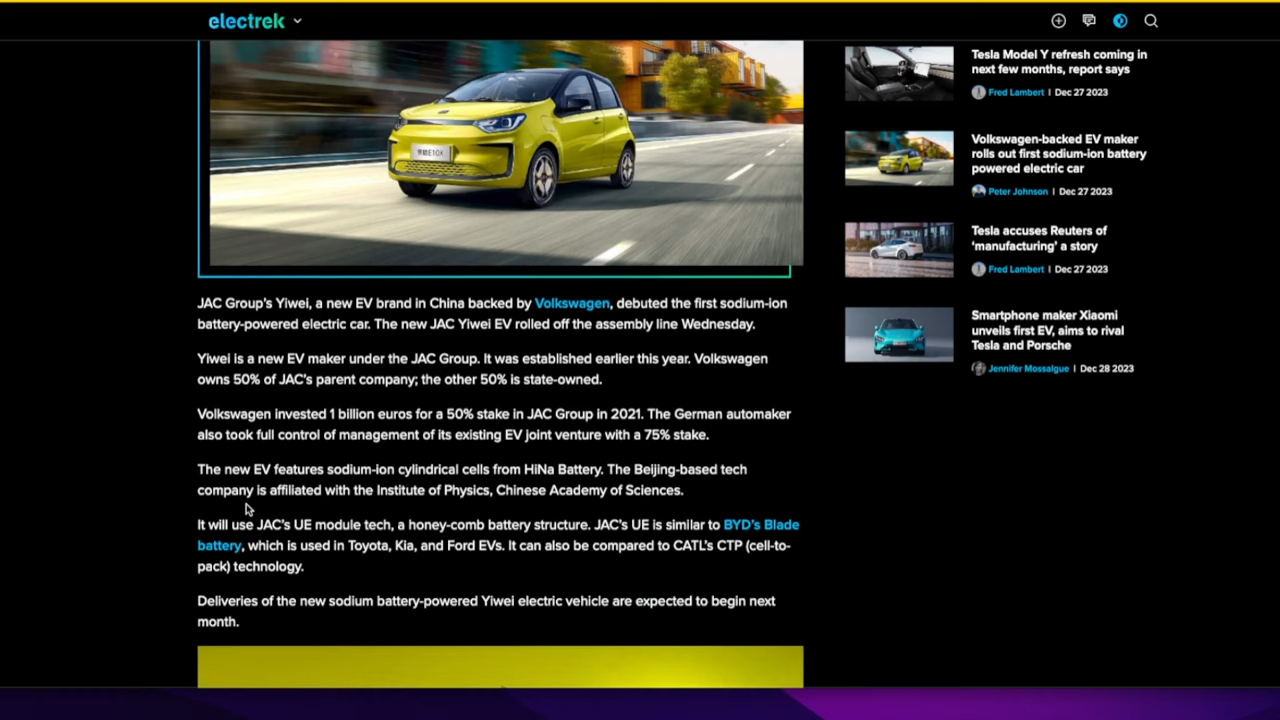 electrek
JAC Group's Yiwei, a new EV brand in China backed by Volkswagen, debuted the first sodium-ion
battery-powered electric car. The new JAC Yiwei EV rolled off the assembly line Wednesday.
Yiwei is a new EV maker under the JAC Group. It was established earlier this year. Volkswagen
owns 50% of JAC's parent company; the other 50% is state-owned.
Volkswagen invested 1 billion euros for a 50% stake in JAC Group in 2021. The German automaker
also took full control of management of its existing EV joint venture with a 75% stake.
The new EV features sodium-ion cylindrical cells from HiNa Battery. The Beijing-based tech
company is affiliated with the Institute of Physics, Chinese Academy of Sciences.
It will use JAC's UE module tech, a honey-comb battery structure. JAC's UE is similar to BYD's Blade
battery, which is used in Toyota, Kia, and Ford EVs. It can also be compared to CATL's CTP (cell-to-
pack) technology.
Deliveries of the new sodium battery-powered Yiwei electric vehicle are expected to begin next
month.
Tesla Model Y refresh coming in
next few months, report says
Fred Lambert | Dec 27 2023
Volkswagen-backed EV maker
rolls out first sodium-ion battery
powered electric car
Peter Johnson | Dec 27 2023
Tesla accuses Reuters of
‘manufacturing’ a story
Fred Lambert | Dec 27 2023
Smartphone maker Xiaomi
unveils first EV, aims to rival
Tesla and Porsche
Jennifer Mossalgue | Dec 28 2023